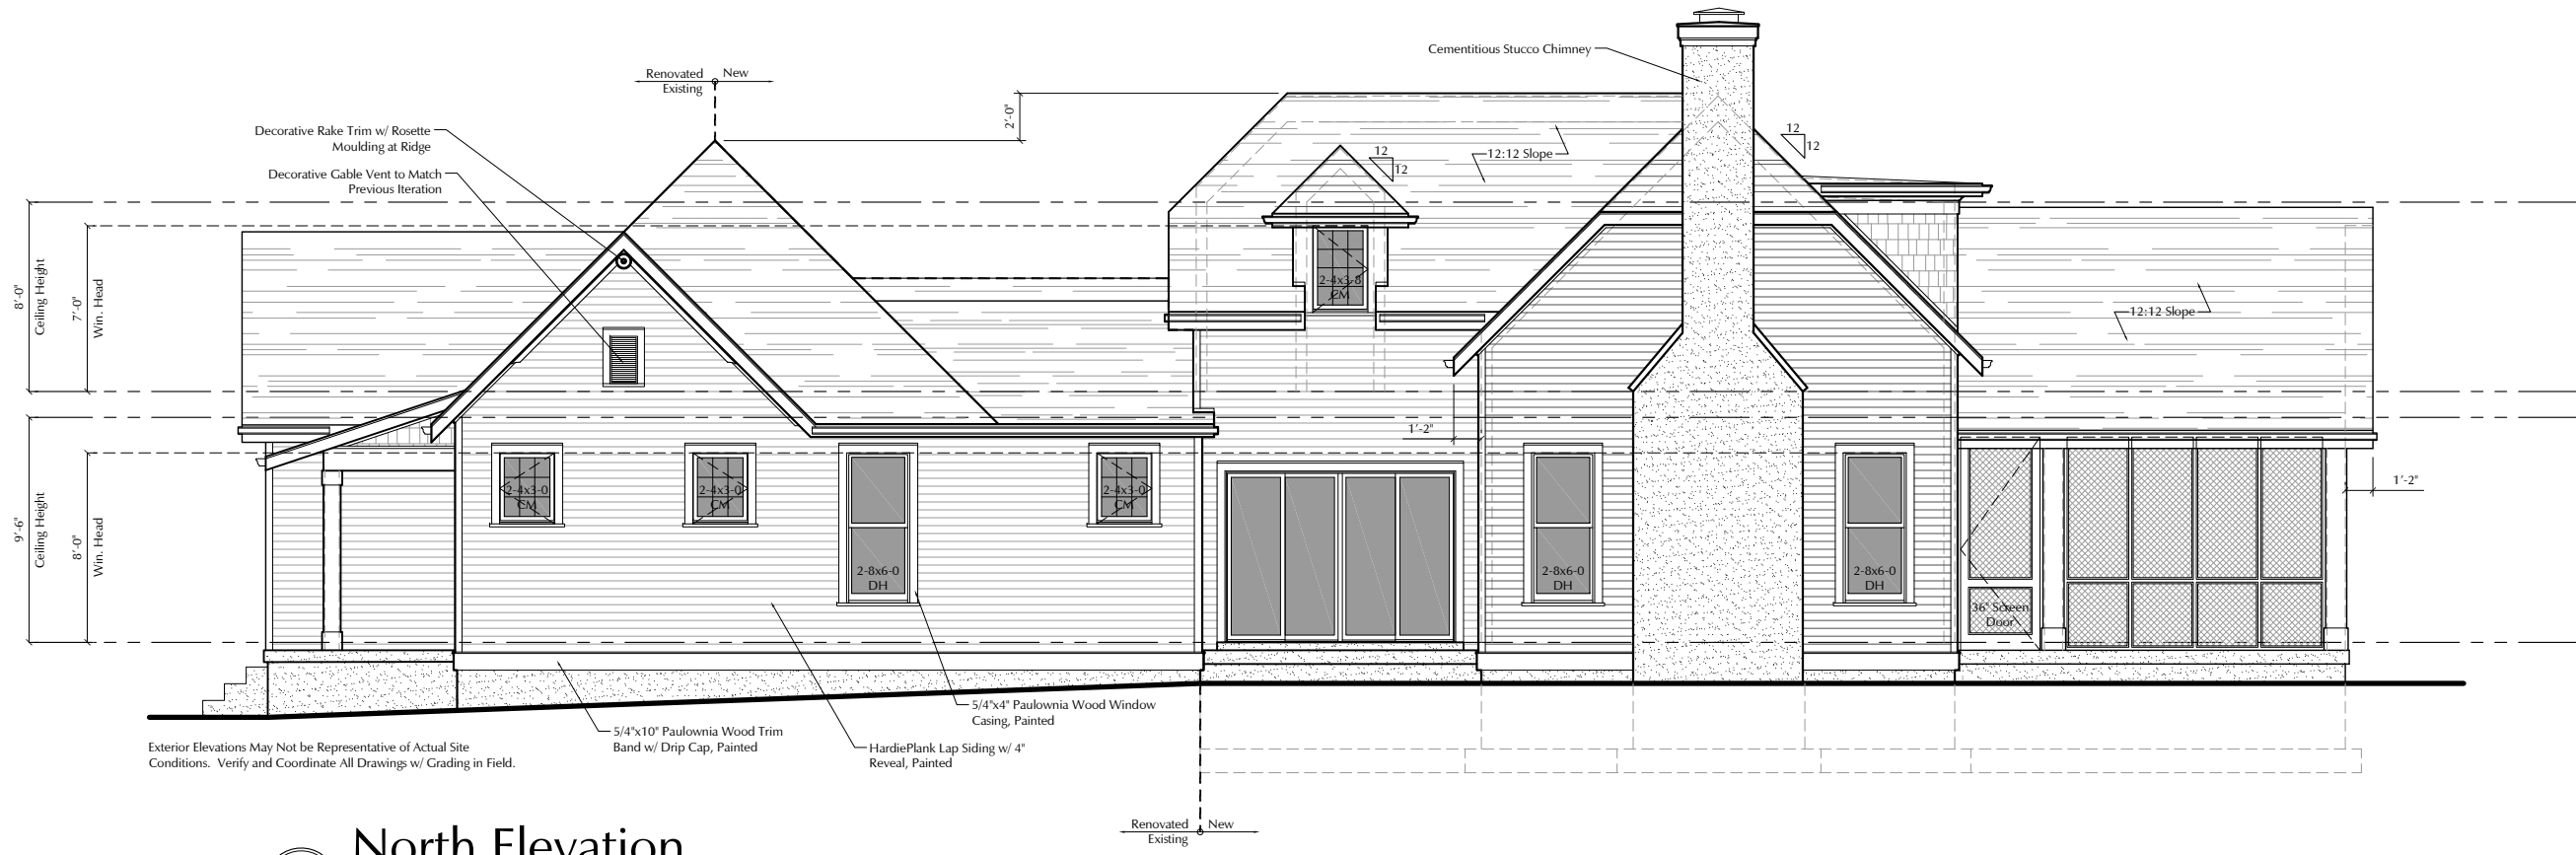 Cementitious Stucco Chimney
Renovated New
Existing
2'-0"
Decorative Rake Trim w/ Rosette
Moulding at Ridge
Decorative Gable Vent to Match
Previous Iteration
12
12
12:12 Slope
12
12
8'-0"
Ceiling Height
7'-0"
Win. Head
2-4x3-8
CM
12:12 Slope
1'-2"
9'-6"
Ceiling Height
8'-0"
Win. Head
2-4x3-0
CM
2-4x3-0
CM
2-4x3-0
CM
1'-2"
2-8x6-0
DH
2-8x6-0
DH
2-8x6-0
DH
36" Screen
Door
5/4"x4" Paulownia Wood Window
Casing, Painted
5/4"x10" Paulownia Wood Trim
Band w/ Drip Cap, Painted
HardiePlank Lap Siding w/ 4"
Reveal, Painted
Exterior Elevations May Not be Representative of Actual Site
Conditions. Verify and Coordinate All Drawings w/ Grading in Field.
Renovated New
Existing
North Elevation